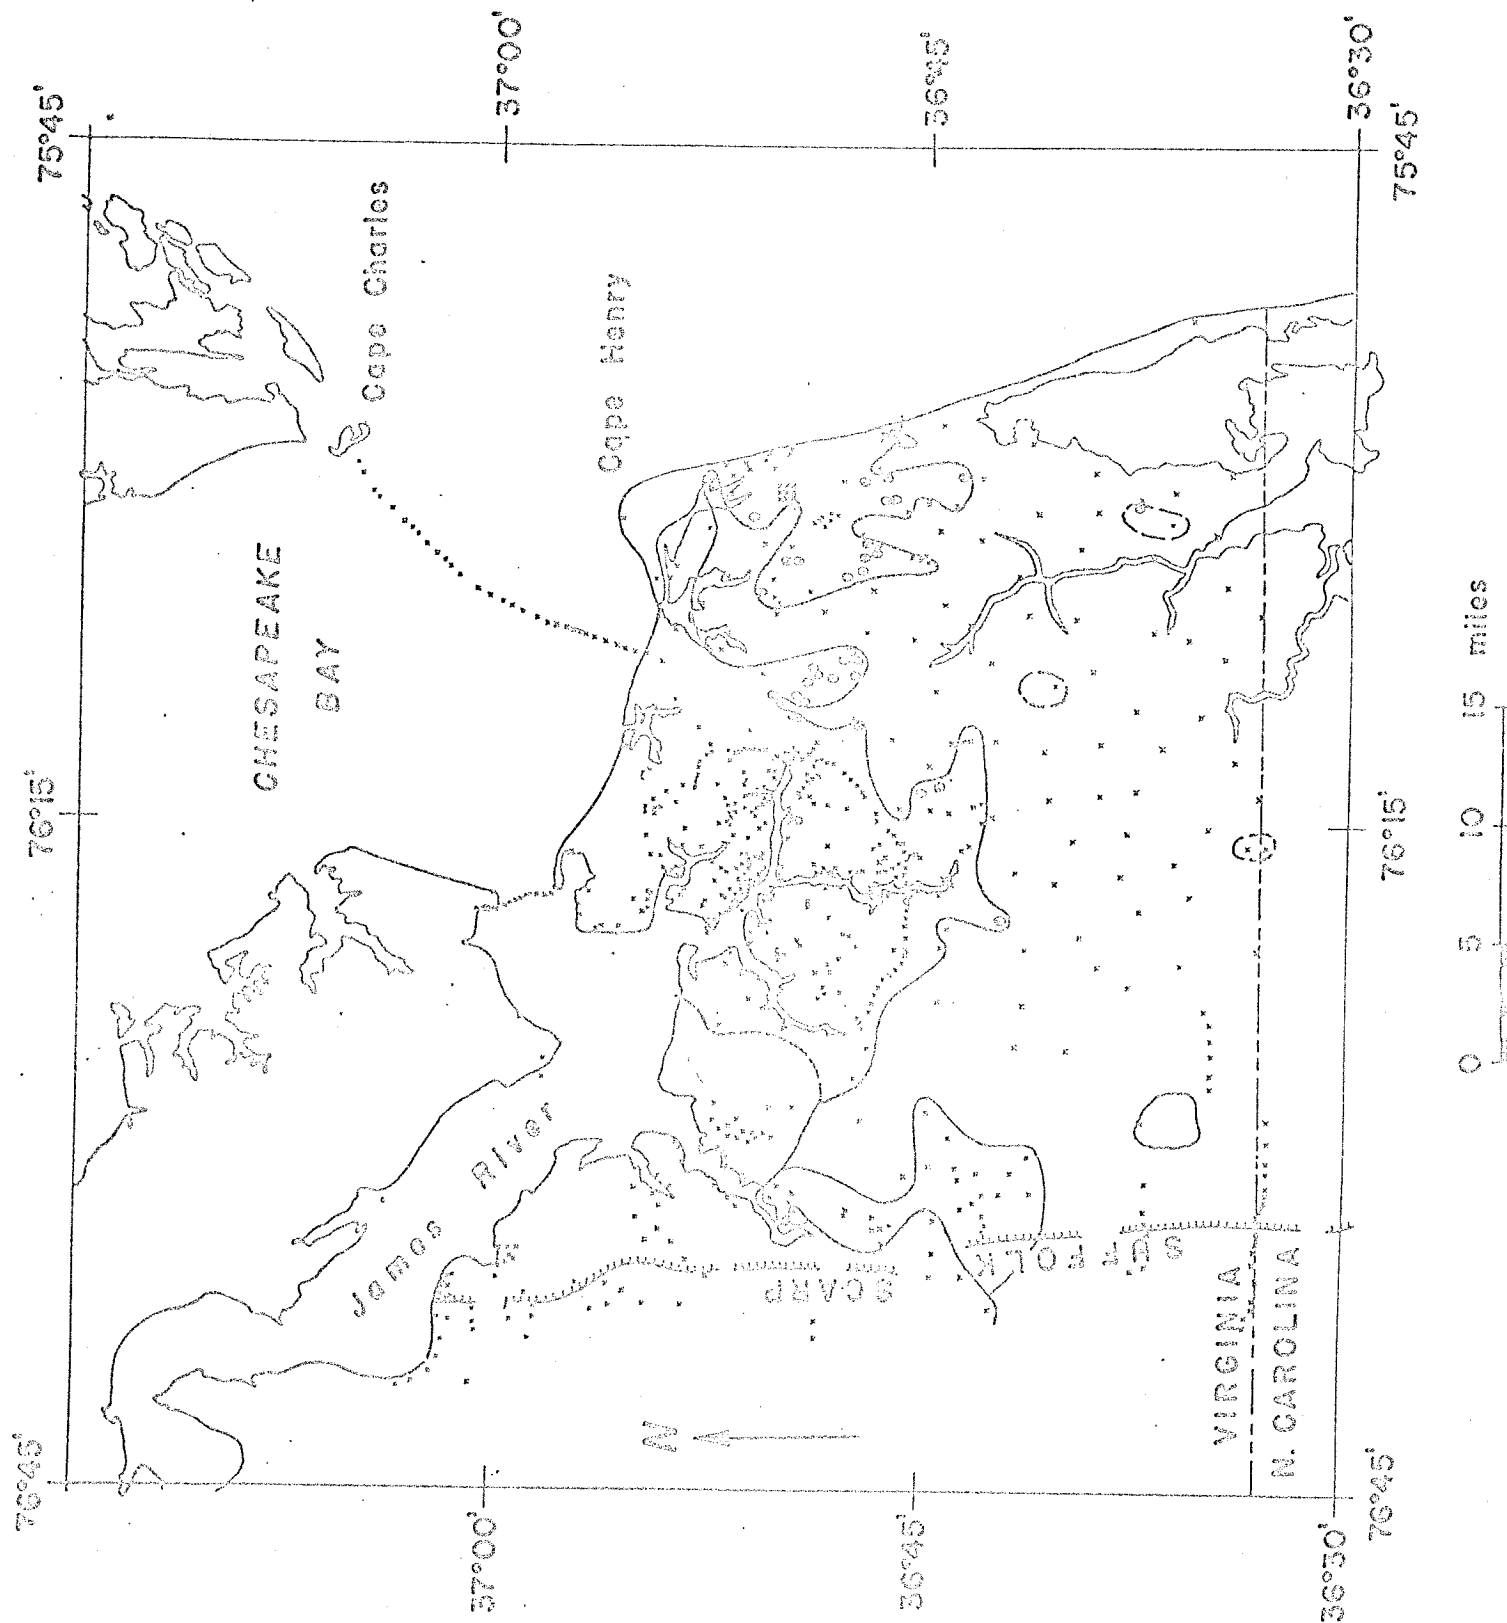 76°45'
76°15'
75°45'
CHESAPEAKE
BAY
Cape Charles
37°00'
37°00'
James
River
Cape Henry
N
SCARP
SUFFOLK
36°45'
36°45'
VIRGINIA
N. CAROLINA
36°30'
36°30'
76°45'
76°15'
75°45'
0 5 10 15 miles